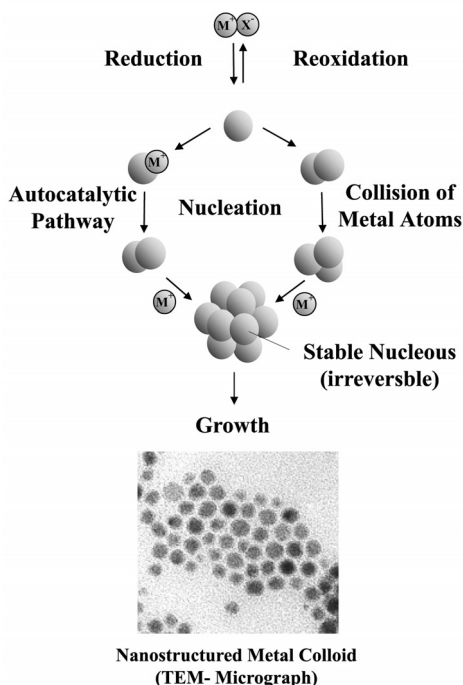 M+ X-
Reduction
Reoxidation
M+
Autocatalytic
Pathway
Nucleation
Collision of
Metal Atoms
M+
M+
Stable Nucleous
(irreversble)
Growth
Nanostructured Metal Colloid
(TEM- Micrograph)